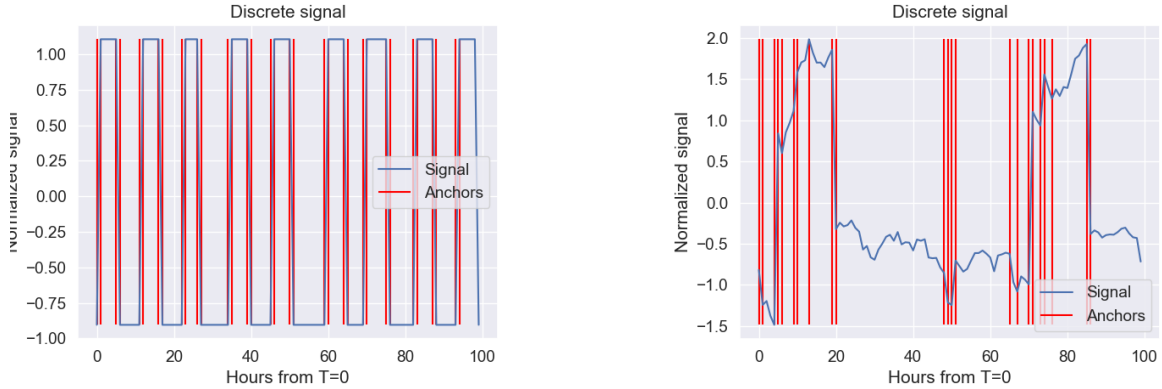 Discrete signal
1.00
0.75
0.50
0.25
0.00
−0.25
−0.50
−0.75
−1.00
Normalized signal
Signal
Anchors
0 20 40 60 80 100
Hours from T=0
Discrete signal
2.0
1.5
1.0
0.5
0.0
−0.5
−1.0
−1.5
Normalized signal
Signal
Anchors
0 20 40 60 80 100
Hours from T=0